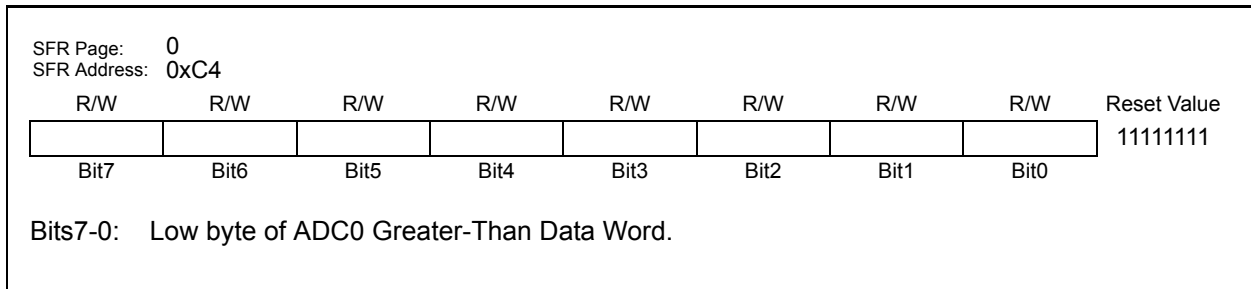 SFR Page: 0
SFR Address: 0xC4
R/W R/W R/W R/W R/W R/W R/W R/W Reset Value
11111111
Bit7 Bit6 Bit5 Bit4 Bit3 Bit2 Bit1 Bit0
Bits7-0: Low byte of ADC0 Greater-Than Data Word.